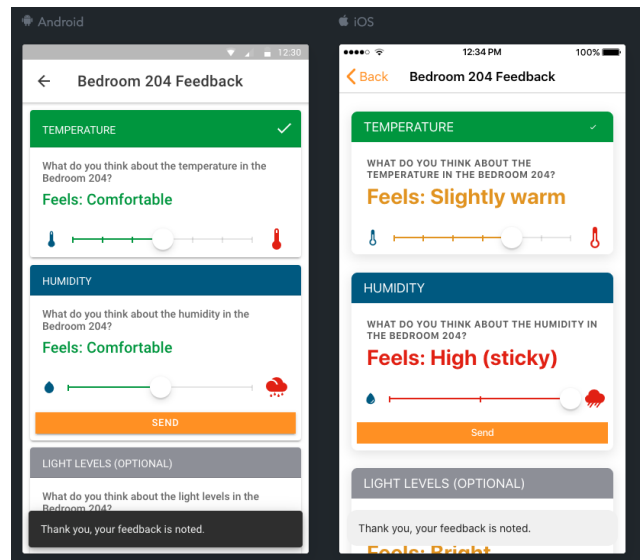 Android
12:30
Bedroom 204 Feedback
TEMPERATURE
What do you think about the temperature in the
Bedroom 204?
Feels: Comfortable
HUMIDITY
What do you think about the humidity in the
Bedroom 204?
Feels: Comfortable
SEND
LIGHT LEVELS (OPTIONAL)
What do you think about the light levels in the
Bedroom 204?
Thank you, your feedback is noted.
iOS
12:34 PM
100%
Back
Bedroom 204 Feedback
TEMPERATURE
WHAT DO YOU THINK ABOUT THE
TEMPERATURE IN THE BEDROOM 204?
Feels: Slightly warm
HUMIDITY
WHAT DO YOU THINK ABOUT THE HUMIDITY IN
THE BEDROOM 204?
Feels: High (sticky)
Send
LIGHT LEVELS (OPTIONAL)
Thank you, your feedback is noted.
Feels: Bright